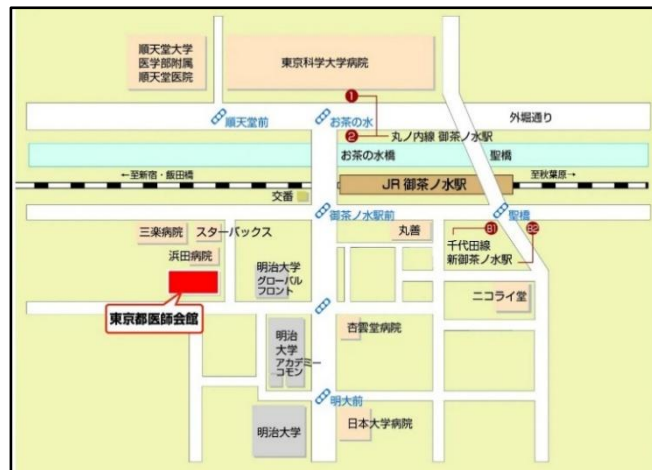 順天堂大学
医学部附属
順天堂医院
東京科学大学病院
1
順天堂前
お茶の水
外堀通り
2
丸ノ内線 御茶ノ水駅
お茶の水橋
聖橋
←至新宿・飯田橋
JR 御茶ノ水駅
至秋葉原→
交番
御茶ノ水駅前
聖橋
三楽病院
スターバックス
丸善
B1
B2
千代田線
新御茶ノ水駅
浜田病院
明治大学
グローバル
フロント
ニコライ堂
東京都医師会館
明治
大学
アカデミー
コモン
杏雲堂病院
明大前
明治大学
日本大学病院